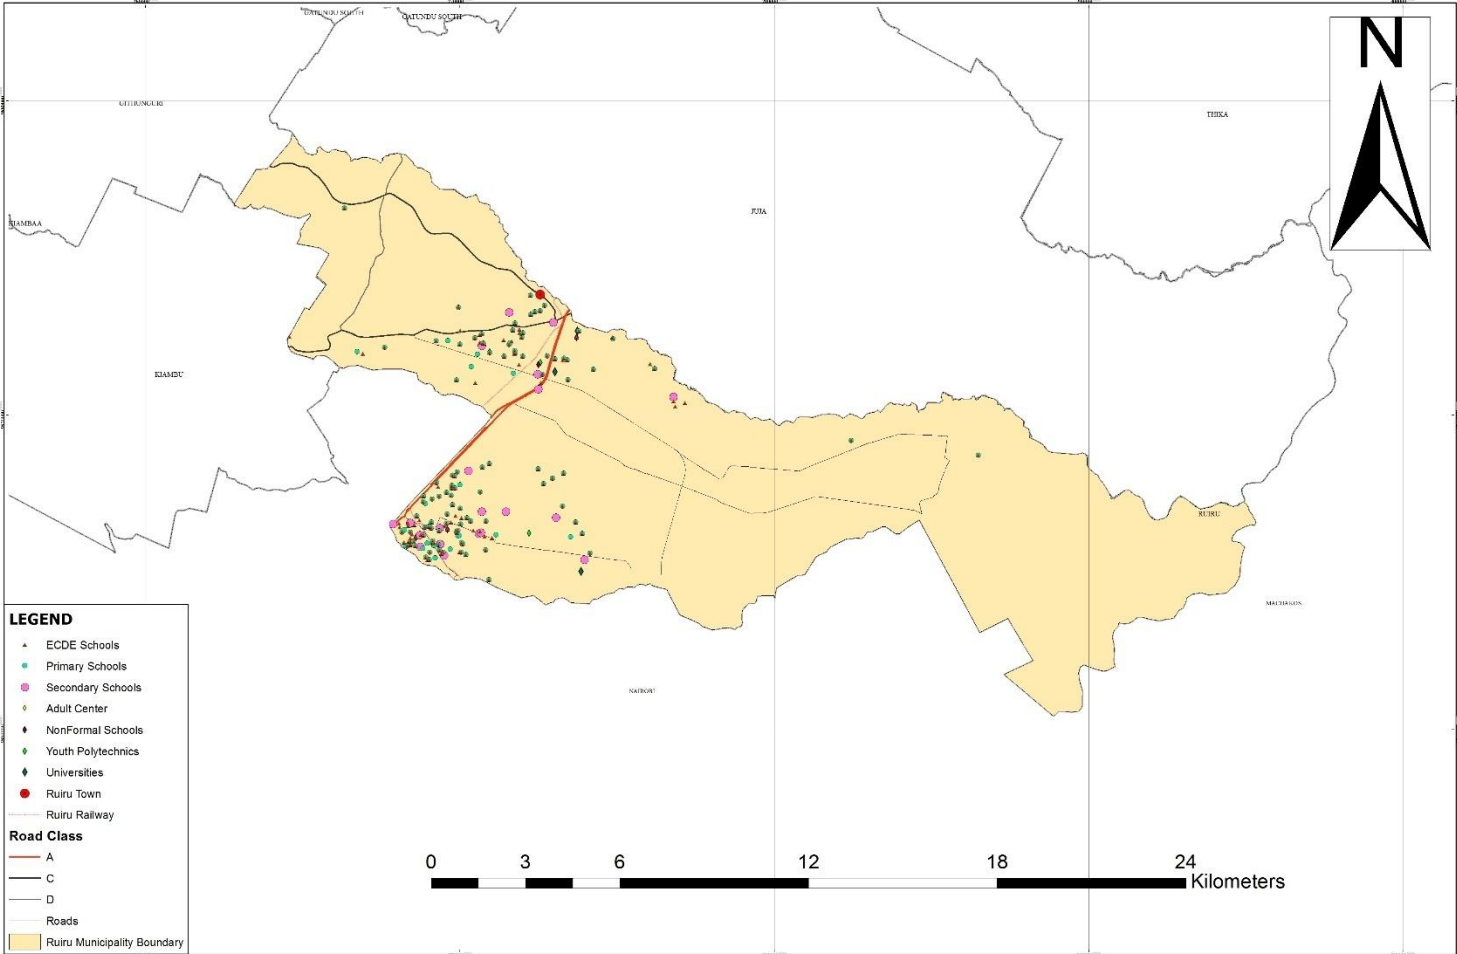 GATUNDU SOUTH
GATUNDU SOUTH
N
GITHUNGURI
THIKA
JUJA
KIAMBAA
KIAMBU
RUIRU
MACHAKOS
NAIROBI
LEGEND
ECDE Schools
Primary Schools
Secondary Schools
Adult Center
NonFormal Schools
Youth Polytechnics
Universities
Ruiru Town
Ruiru Railway
Road Class
A
C
D
Roads
Ruiru Municipality Boundary
0 3 6 12 18 24
Kilometers